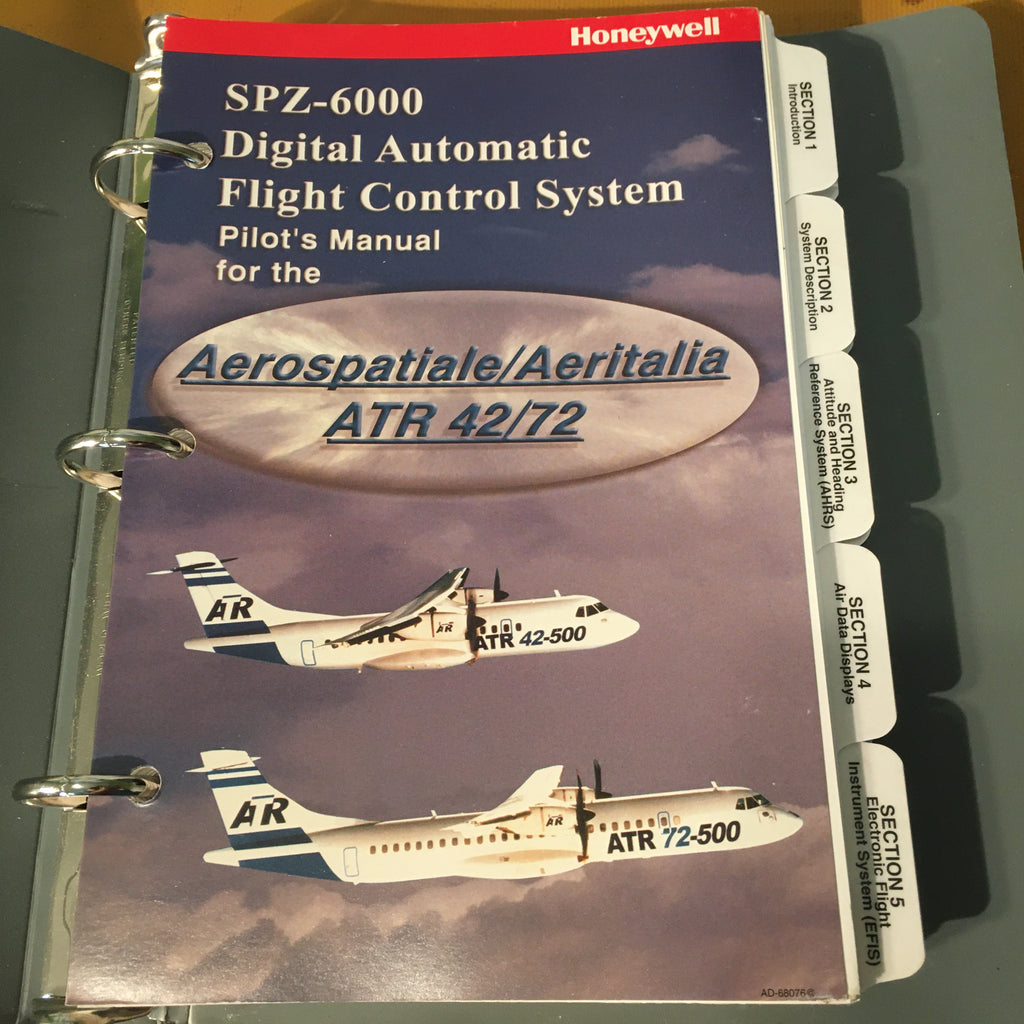 Honeywell
SPZ-6000
Digital Automatic
Flight Control System
Pilot's Manual
for the
Aerospatiale/Aeritalia
ATR 42/72
ATR
ATR
ATR 42-500
ATR
ATR
ATR 72-500
SECTION 1
Introduction
SECTION 2
System Description
SECTION 3
Attitude and Heading
Reference System (AHRS)
SECTION 4
Air Data Displays
SECTION 5
Electronic Flight
Instrument System (EFIS)